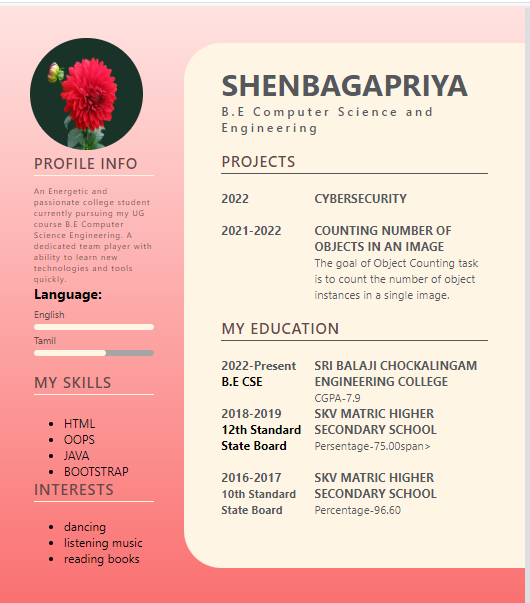 PROFILE INFO
An Energetic and
passionate college student
currently pursuing my UG
course B.E Computer
Science Engineering. A
dedicated team player with
ability to learn new
technologies and tools
quickly.
Language:
English
Tamil
MY SKILLS
HTML
OOPS
JAVA
BOOTSTRAP
INTERESTS
dancing
listening music
reading books
SHENBAGAPRIYA
B.E Computer Science and
Engineering
PROJECTS
2022 CYBERSECURITY
2021-2022 COUNTING NUMBER OF
OBJECTS IN AN IMAGE
The goal of Object Counting task
is to count the number of object
instances in a single image.
MY EDUCATION
2022-Present SRI BALAJI CHOCKALINGAM
B.E CSE ENGINEERING COLLEGE
CGPA-7.9
2018-2019 SKV MATRIC HIGHER
12th Standard SECONDARY SCHOOL
State Board Persentage-75.00span>
2016-2017 SKV MATRIC HIGHER
10th Standard SECONDARY SCHOOL
State Board Percentage-96.60